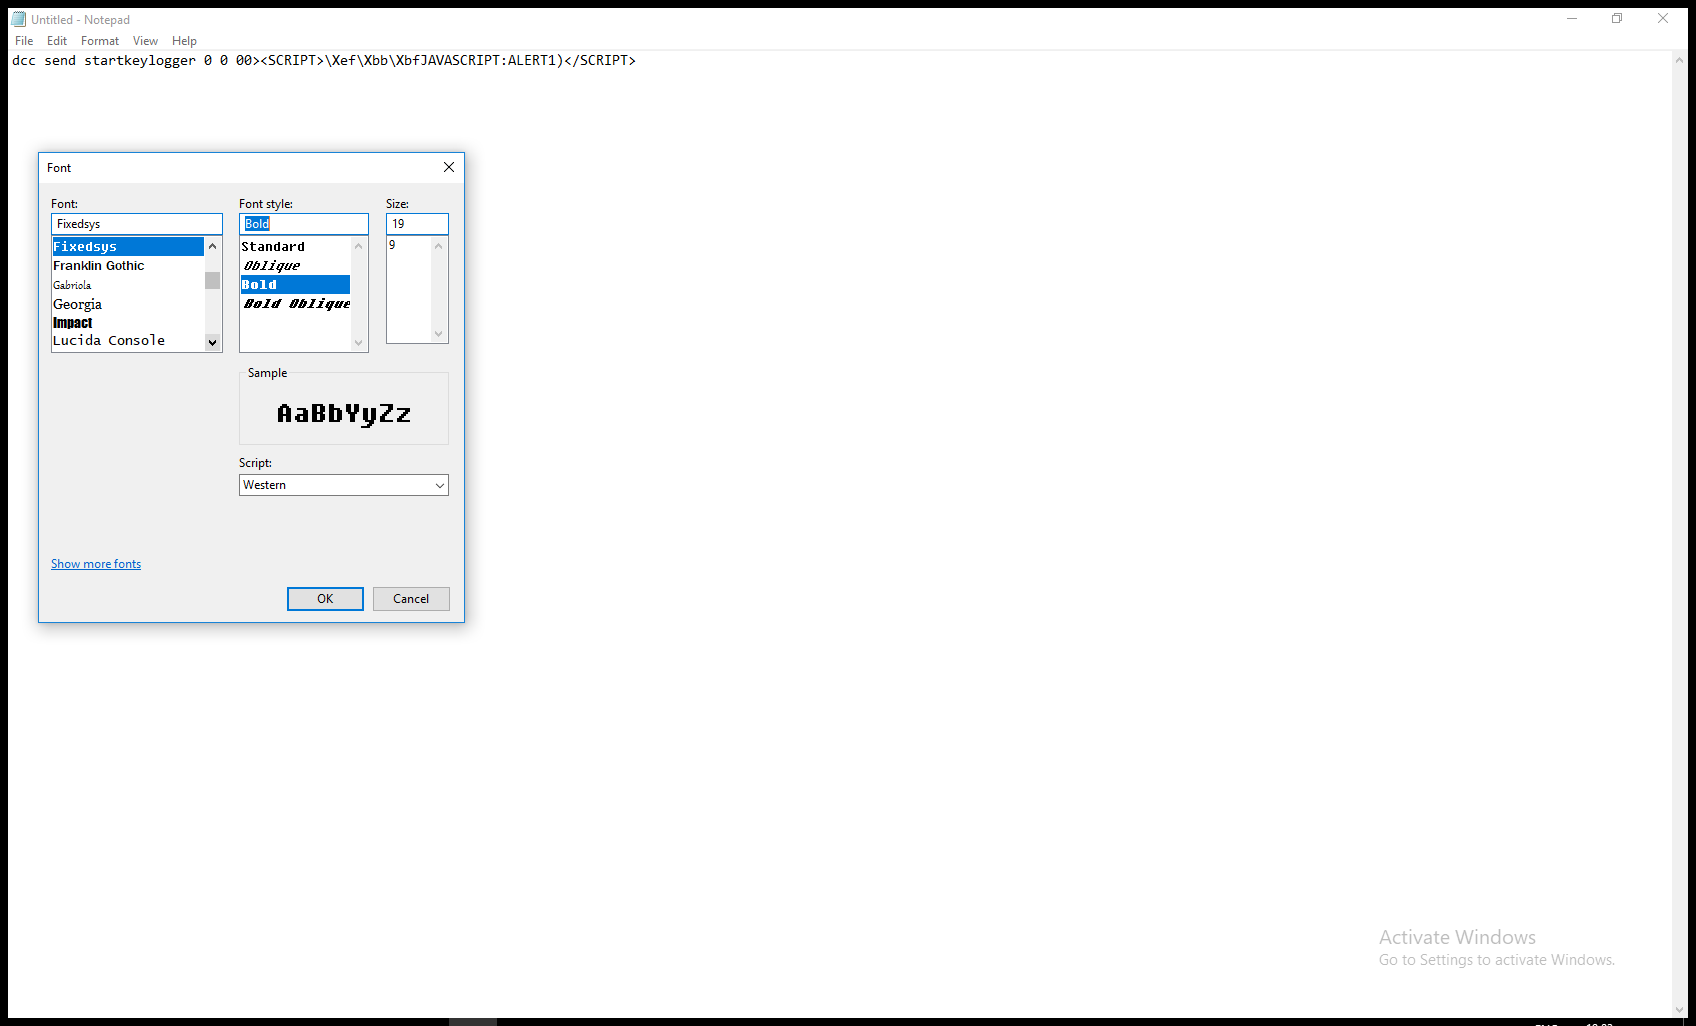 Untitled - Notepad
File Edit Format View Help
dcc send startkeylogger 0 0 00><SCRIPT>\Xef\Xbb\XbfJAVASCRIPT:ALERT1)</SCRIPT>
Font
Font: Font style: Size:
Fixedsys Bold 19
Fixedsys Standard 9
Franklin Gothic Oblique
Gabriola Bold
Georgia Bold Oblique
Impact
Lucida Console
Sample
AaBbYyZz
Script:
Western
Show more fonts
OK Cancel
Activate Windows
Go to Settings to activate Windows.